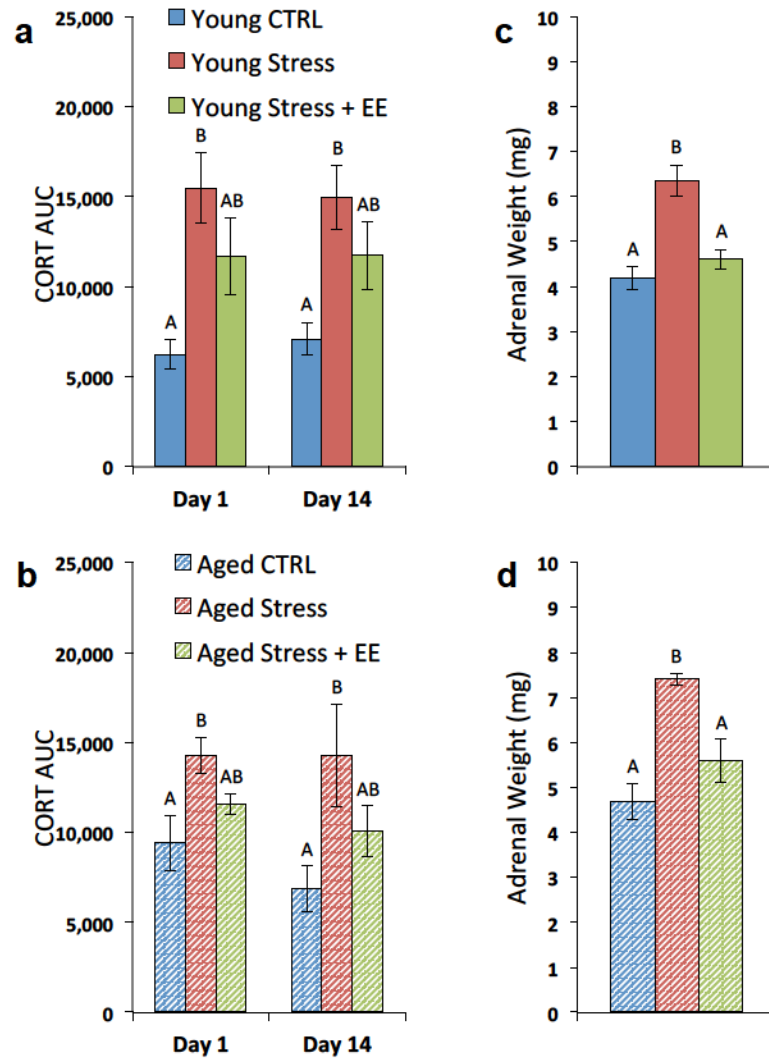 a
Young CTRL
Young Stress
Young Stress + EE
CORT AUC
25,000
20,000
15,000
10,000
5,000
0
A
B
AB
A
B
AB
Day 1
Day 14
c
Adrenal Weight (mg)
10
9
8
7
6
5
4
3
2
1
0
A
B
A
b
Aged CTRL
Aged Stress
Aged Stress + EE
CORT AUC
25,000
20,000
15,000
10,000
5,000
0
A
B
AB
A
B
AB
Day 1
Day 14
d
Adrenal Weight (mg)
10
9
8
7
6
5
4
3
2
1
0
A
B
A